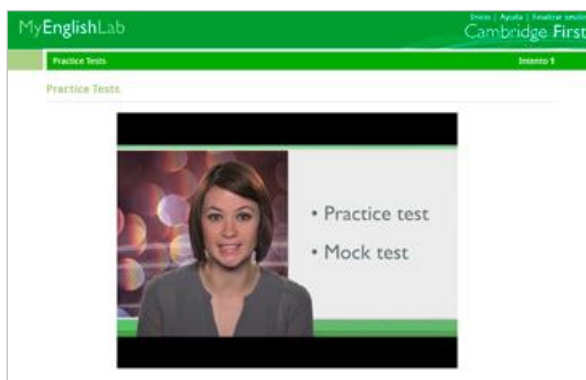 MyEnglishLab
Inicio | Ayuda | Finalizar sesión
Cambridge First
Practice Tests
Intento 1
Practice Tests
• Practice test
• Mock test